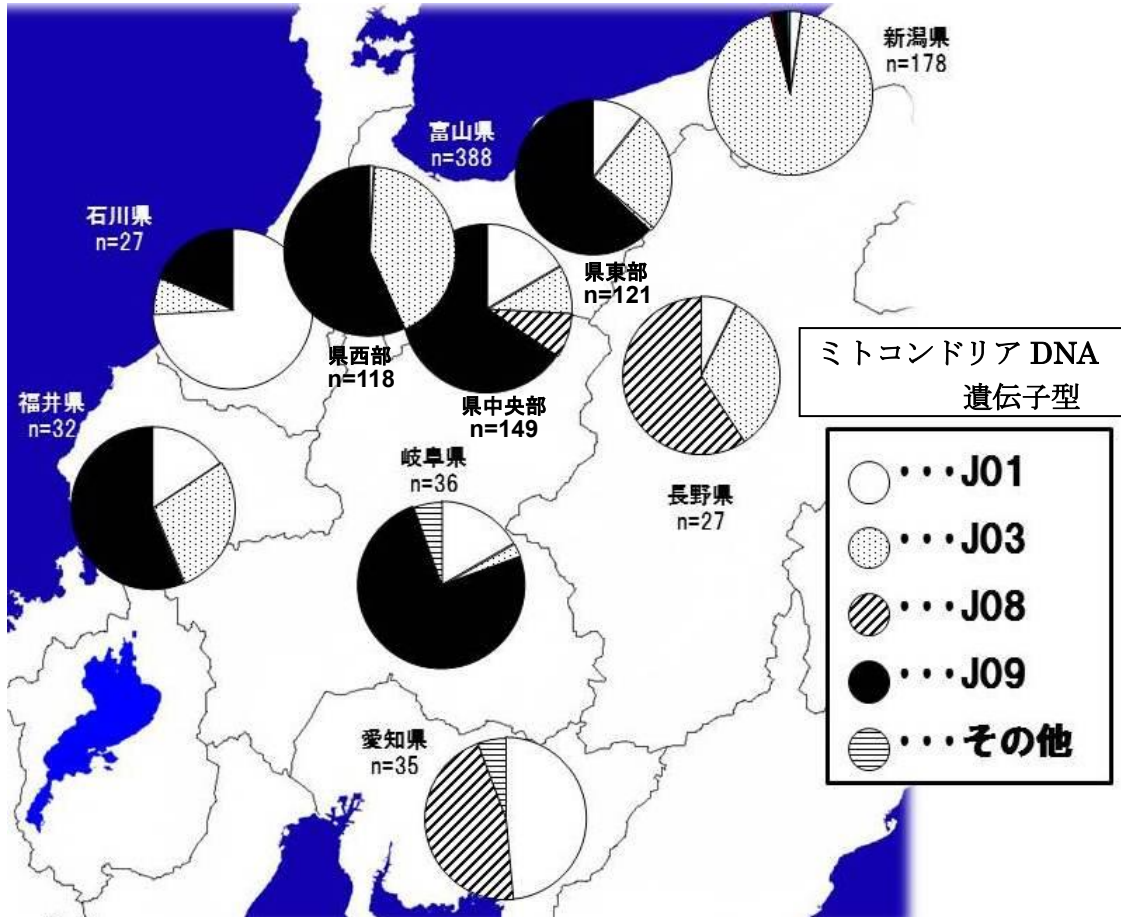 新潟県
n=178
富山県
n=388
石川県
n=27
県東部
n=121
県西部
n=118
県中央部
n=149
福井県
n=32
岐阜県
n=36
長野県
n=27
愛知県
n=35
ミトコンドリア DNA
遺伝子型
・・・J01
・・・J03
・・・J08
・・・J09
・・・その他